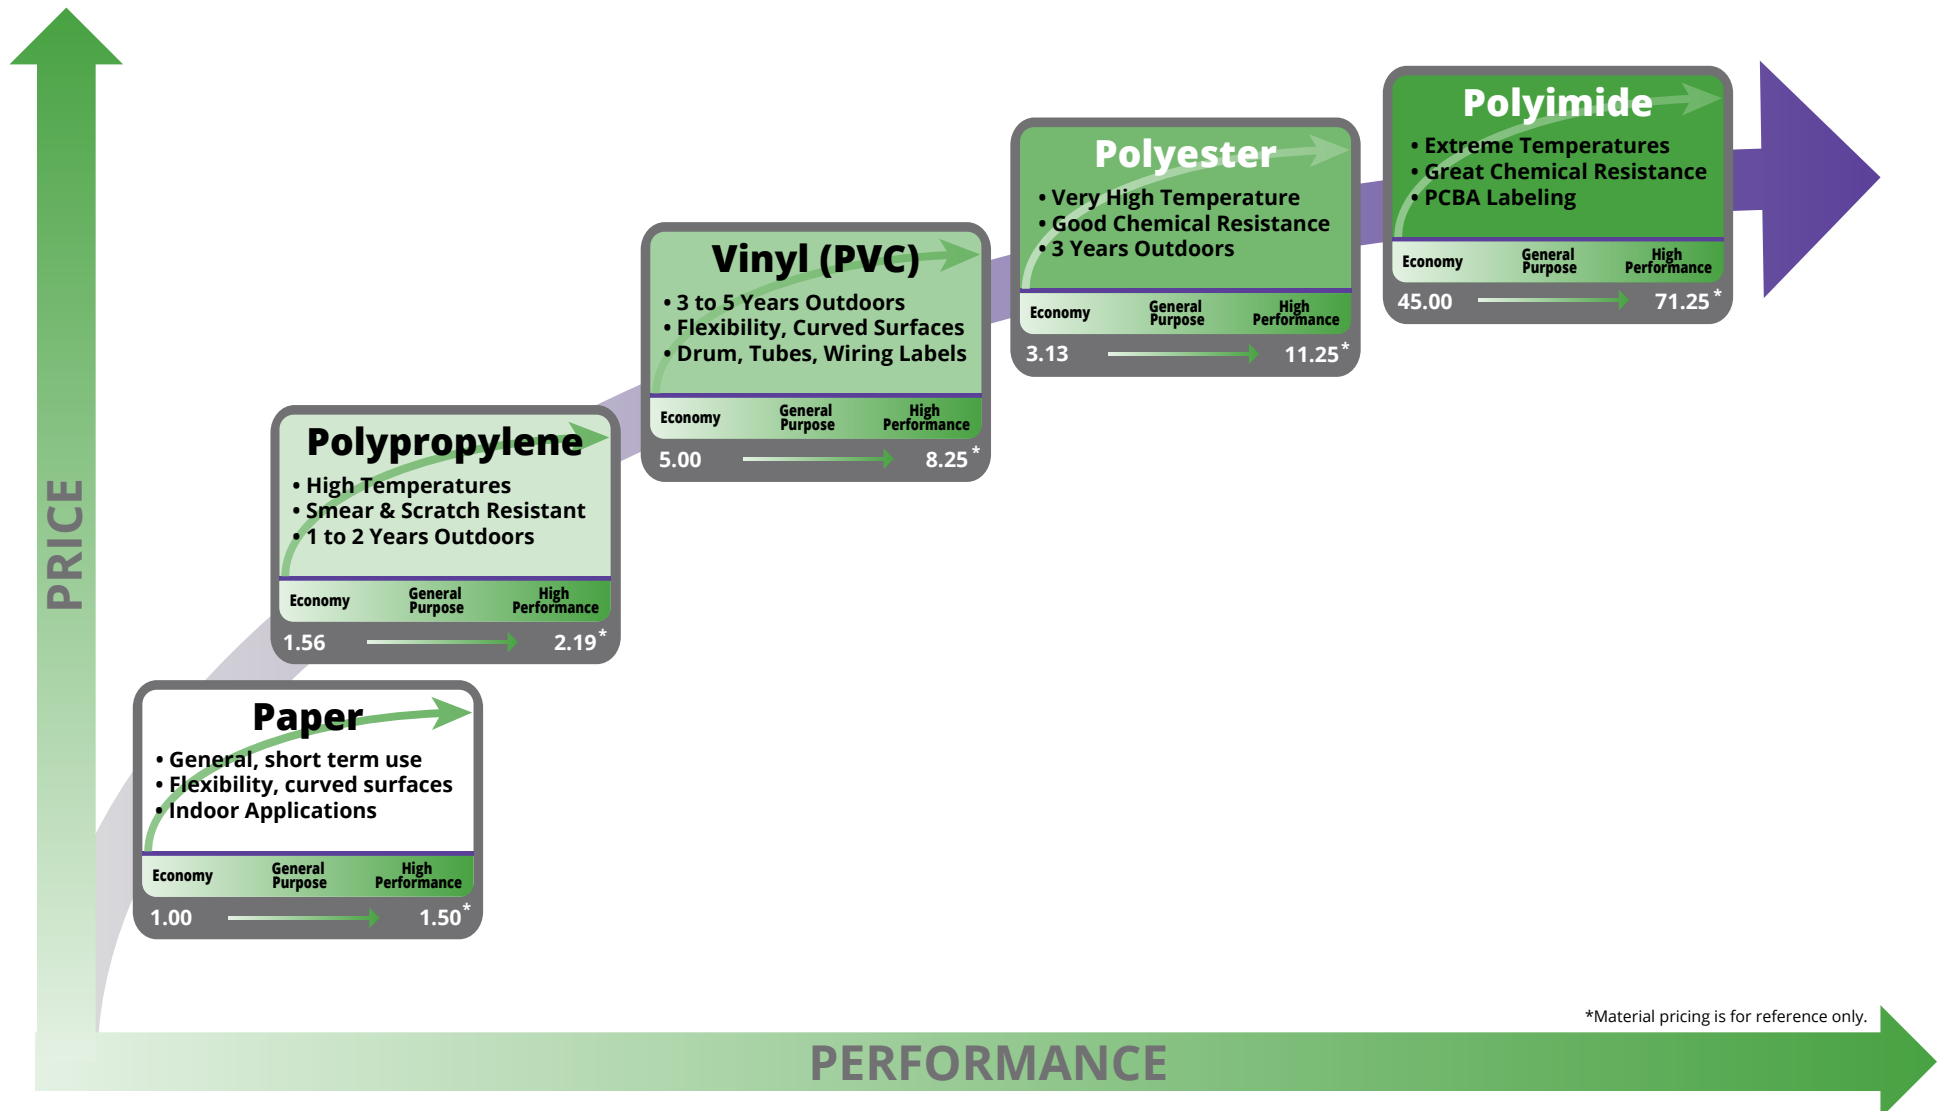 PRICE
Polyimide
• Extreme Temperatures
• Great Chemical Resistance
• PCBA Labeling
Economy
General
Purpose
High
Performance
45.00
71.25*
Polyester
• Very High Temperature
• Good Chemical Resistance
• 3 Years Outdoors
Economy
General
Purpose
High
Performance
3.13
11.25*
Vinyl (PVC)
• 3 to 5 Years Outdoors
• Flexibility, Curved Surfaces
• Drum, Tubes, Wiring Labels
Economy
General
Purpose
High
Performance
5.00
8.25*
Polypropylene
• High Temperatures
• Smear & Scratch Resistant
• 1 to 2 Years Outdoors
Economy
General
Purpose
High
Performance
1.56
2.19*
Paper
• General, short term use
• Flexibility, curved surfaces
• Indoor Applications
Economy
General
Purpose
High
Performance
1.00
1.50*
*Material pricing is for reference only.
PERFORMANCE